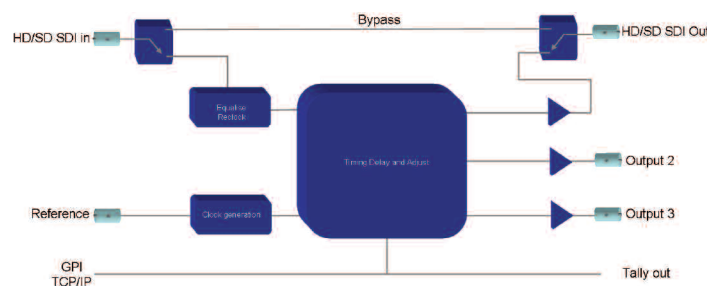 Bypass
HD/SD SDI in
HD/SD SDI Out
Equalise
Reclock
Timing Delay and Adjust
Output 2
Reference
Clock generation
Output 3
GPI
TCP/IP
Tally out